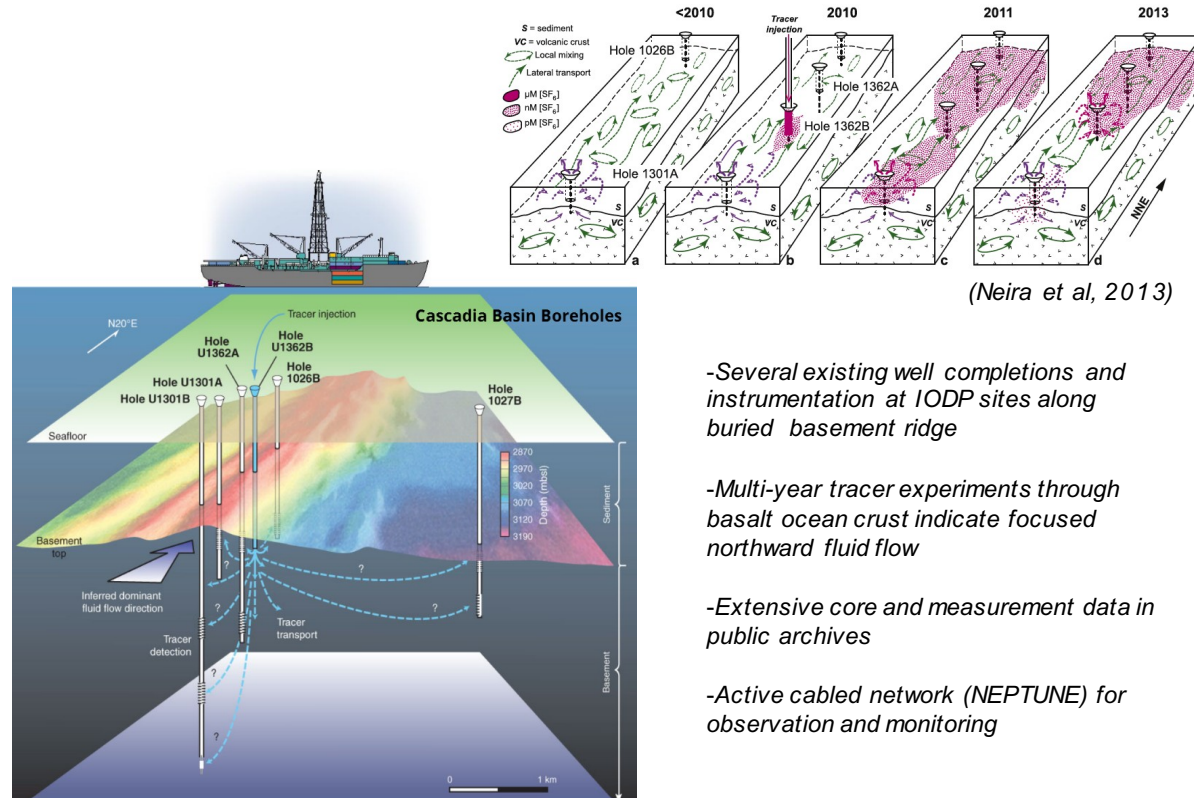 <2010
2010
2011
2013
S = sediment
VC = volcanic crust
Local mixing
Lateral transport
µM [SF6]
nM [SF6]
pM [SF6]
Tracer
injection
Hole 1026B
Hole 1362A
Hole 1362B
Hole 1301A
S
VC
a
S
VC
b
S
VC
c
S
VC
d
NNE
(Neira et al, 2013)
Cascadia Basin Boreholes
N20°E
Tracer injection
Hole
U1362A
Hole
U1362B
Hole
1026B
Hole U1301A
Hole U1301B
Hole
1027B
Seafloor
2870
2970
3020
3070
3120
3190
Depth (mbsl)
Sediment
Basement
top
Inferred dominant
fluid flow direction
?
?
?
?
?
?
Tracer
detection
Tracer
transport
Basement
0
1 km
-Several existing well completions and
instrumentation at IODP sites along
buried basement ridge
-Multi-year tracer experiments through
basalt ocean crust indicate focused
northward fluid flow
-Extensive core and measurement data in
public archives
-Active cabled network (NEPTUNE) for
observation and monitoring